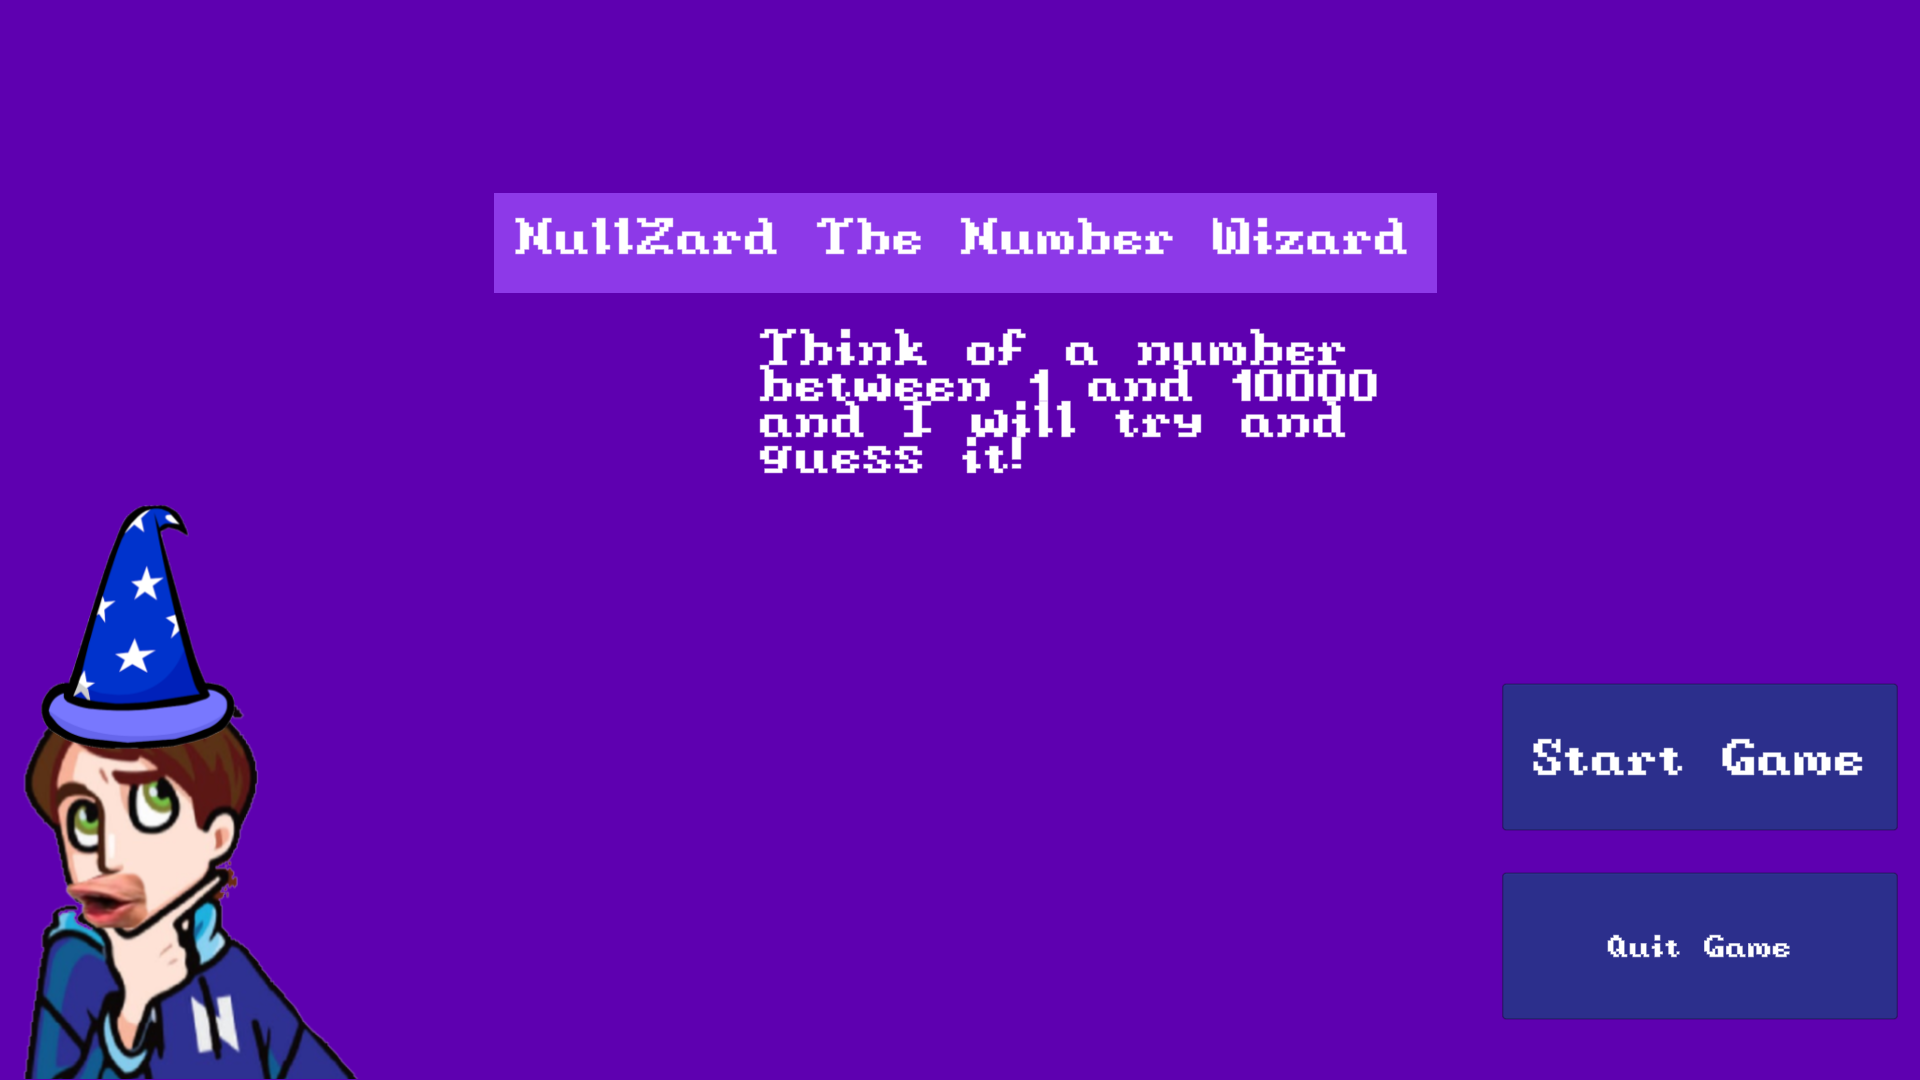 NullZard The Number Wizard
Think of a number
between 1 and 10000
and I will try and
guess it!
Start Game
Quit Game
N